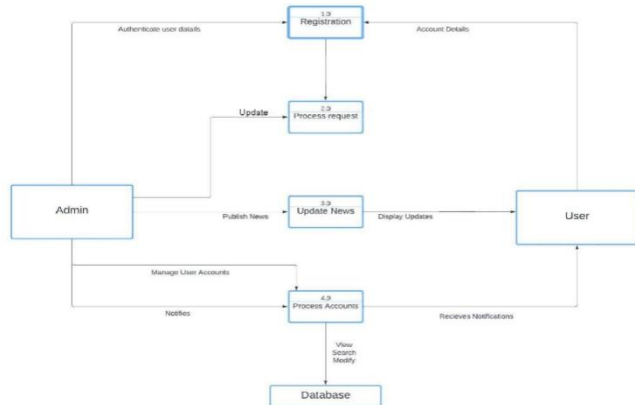 1.0
Registration
Authenticate user datails
Account Details
2.0
Process request
Update
Admin
Publish News
3.0
Update News
Display Updates
User
Manage User Accounts
Notifies
4.0
Process Accounts
Recieves Notifications
View
Search
Modify
Database